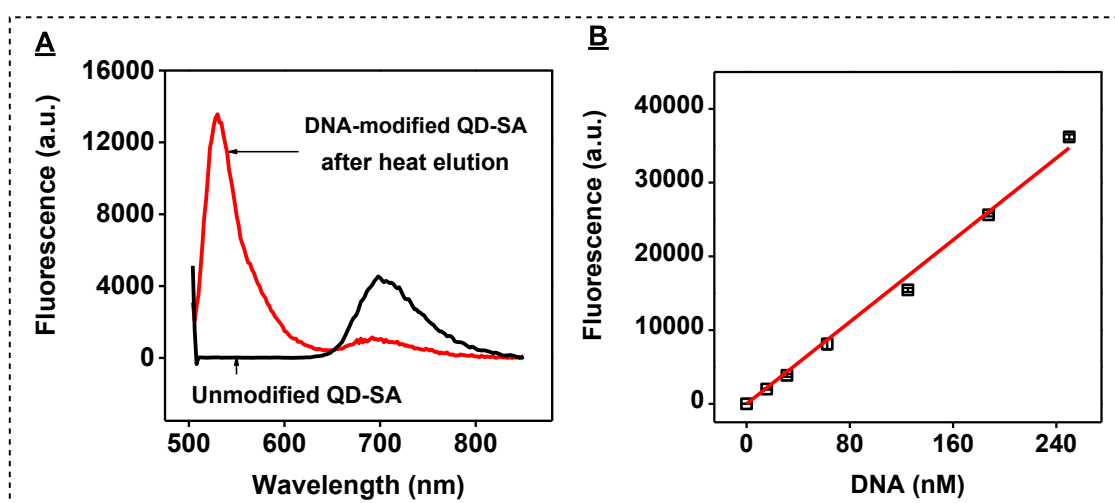 A
16000
12000
8000
4000
0
Fluorescence (a.u.)
DNA-modified QD-SA
after heat elution
Unmodified QD-SA
500
600
700
800
Wavelength (nm)
B
40000
30000
20000
10000
0
Fluorescence (a.u.)
0
80
160
240
DNA (nM)